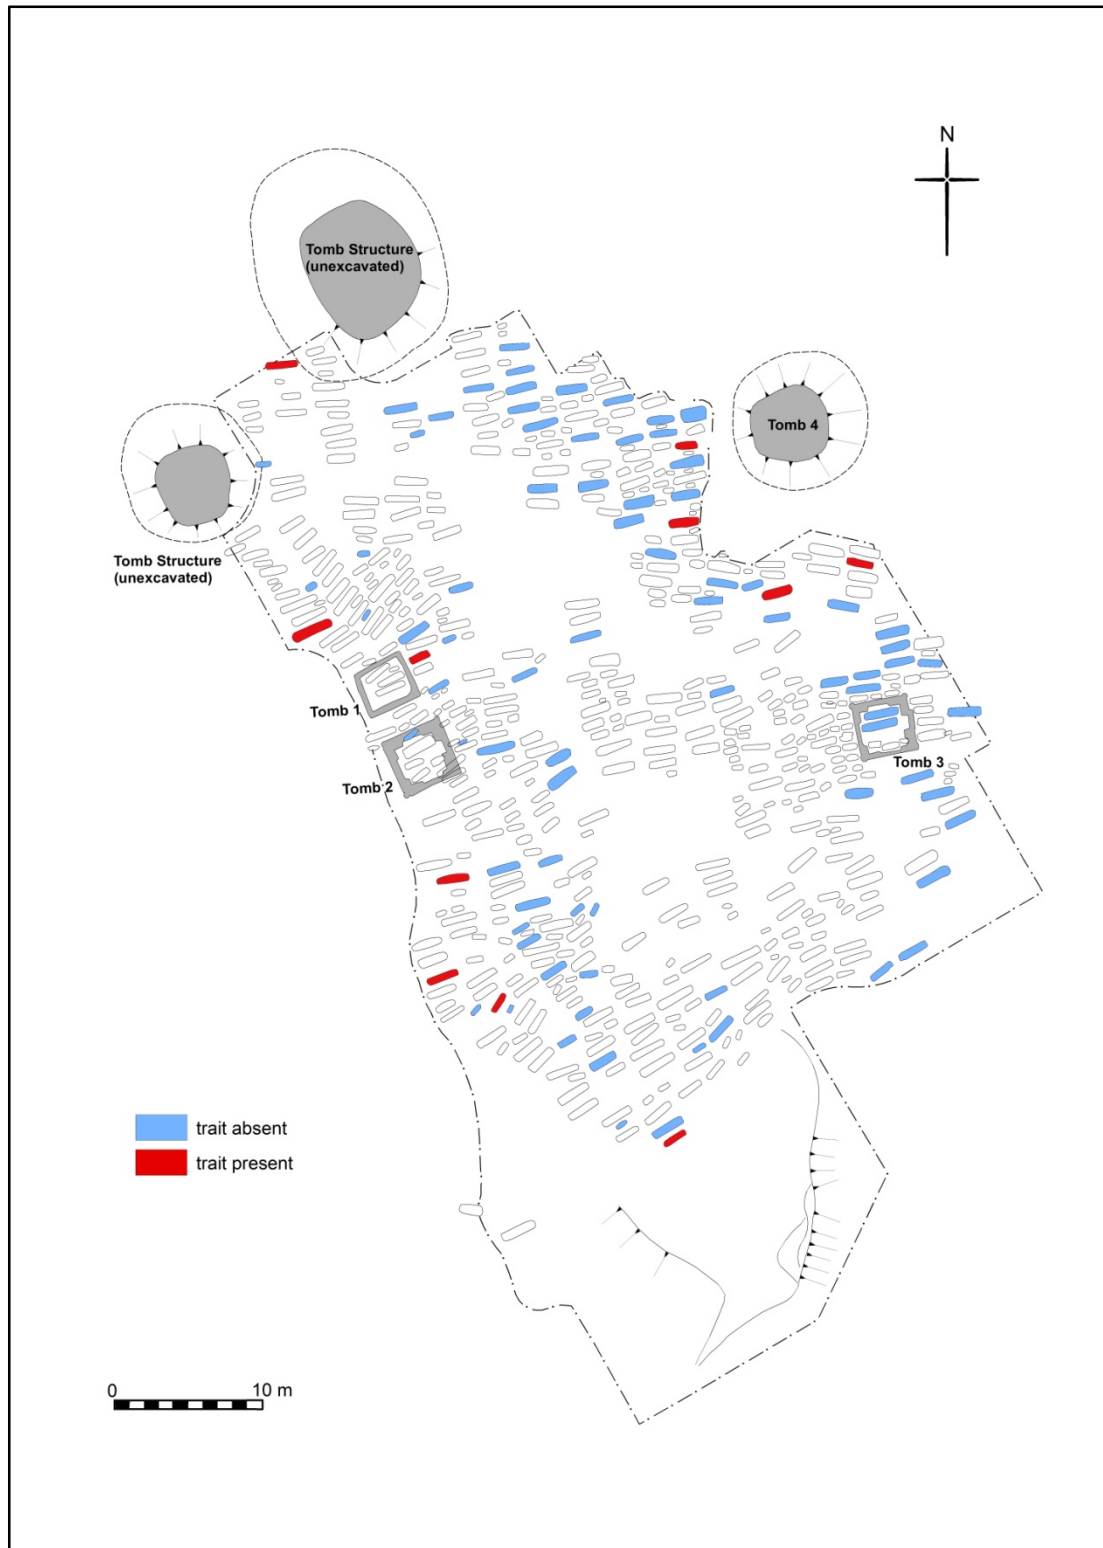 N
Tomb Structure
(unexcavated)
Tomb 4
Tomb Structure
(unexcavated)
Tomb 1
Tomb 2
Tomb 3
trait absent
trait present
0 10 m